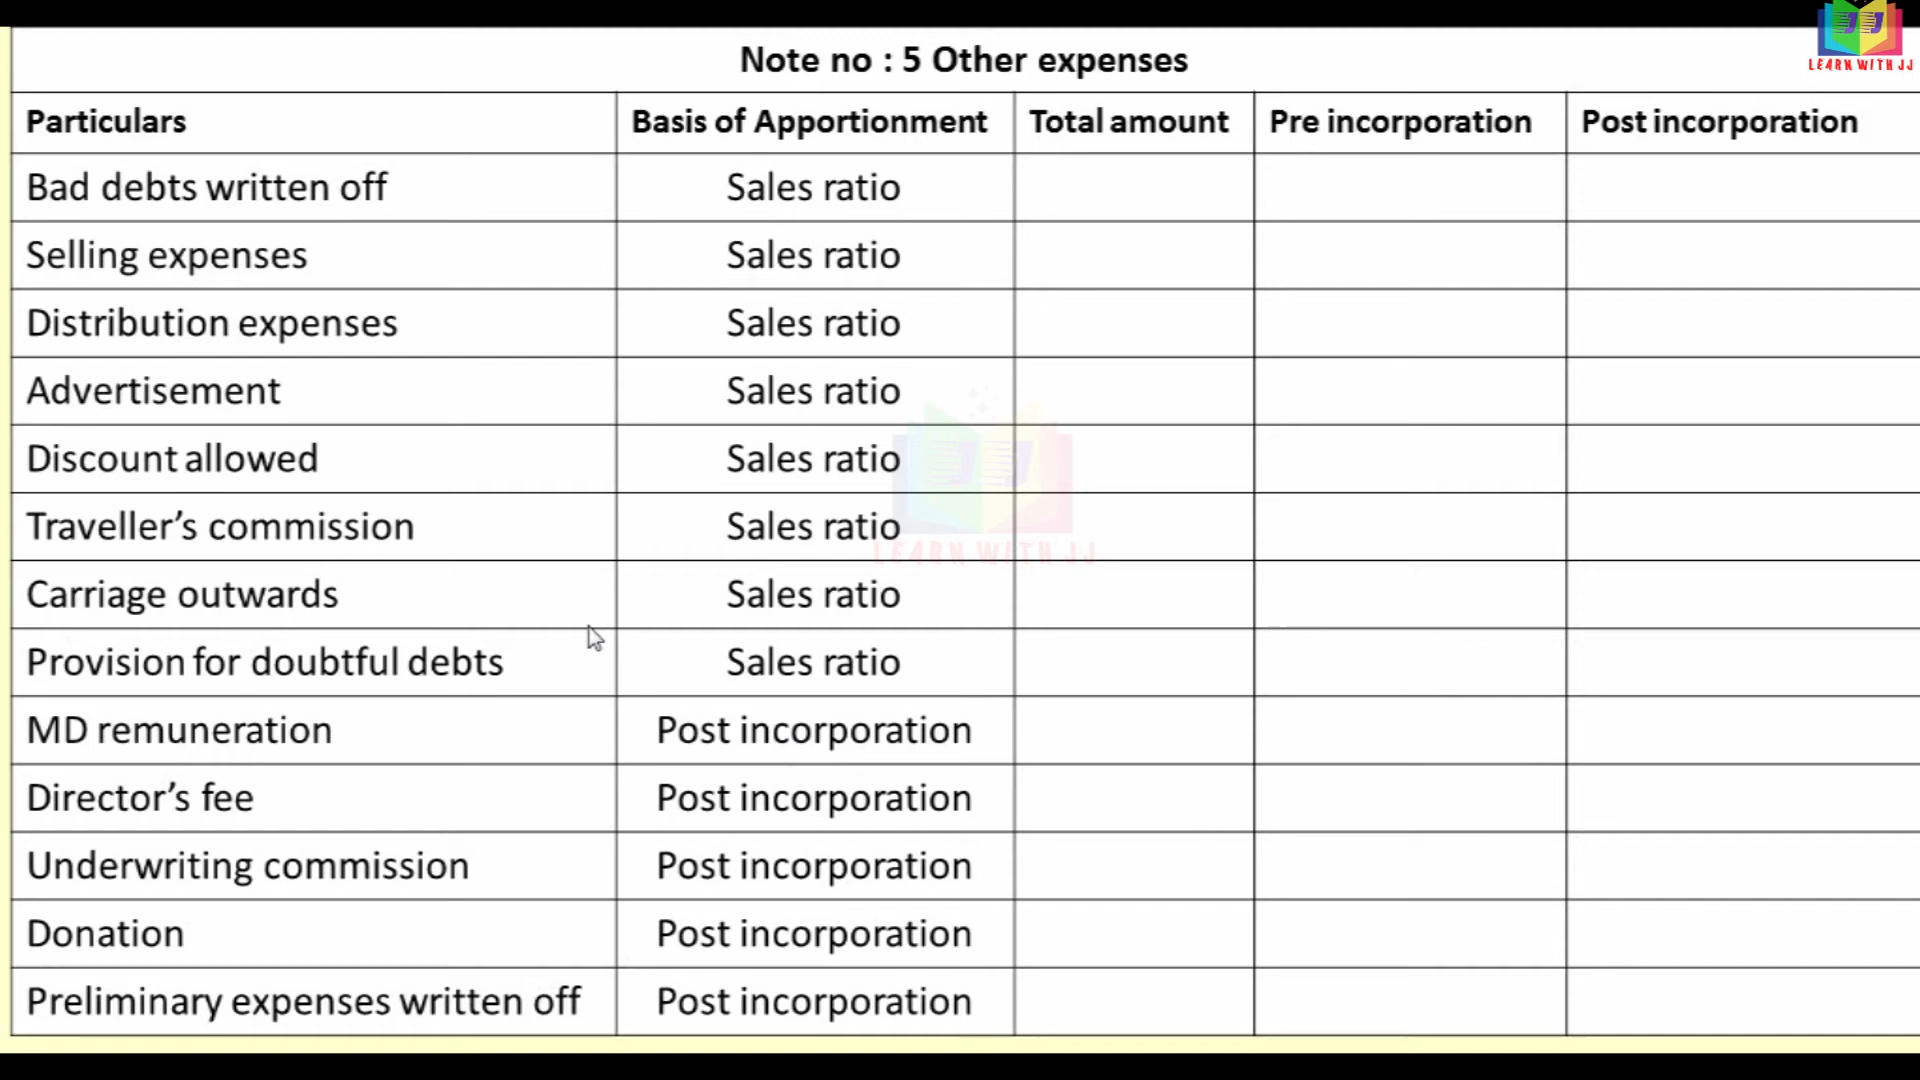 LEARN WITH JJ
Note no : 5 Other expenses
Particulars Basis of Apportionment Total amount Pre incorporation Post incorporation
Bad debts written off Sales ratio
Selling expenses Sales ratio
Distribution expenses Sales ratio
Advertisement Sales ratio
Discount allowed Sales ratio
Traveller’s commission Sales ratio
LEARN WITH JJ
Carriage outwards Sales ratio
Provision for doubtful debts Sales ratio
MD remuneration Post incorporation
Director’s fee Post incorporation
Underwriting commission Post incorporation
Donation Post incorporation
Preliminary expenses written off Post incorporation